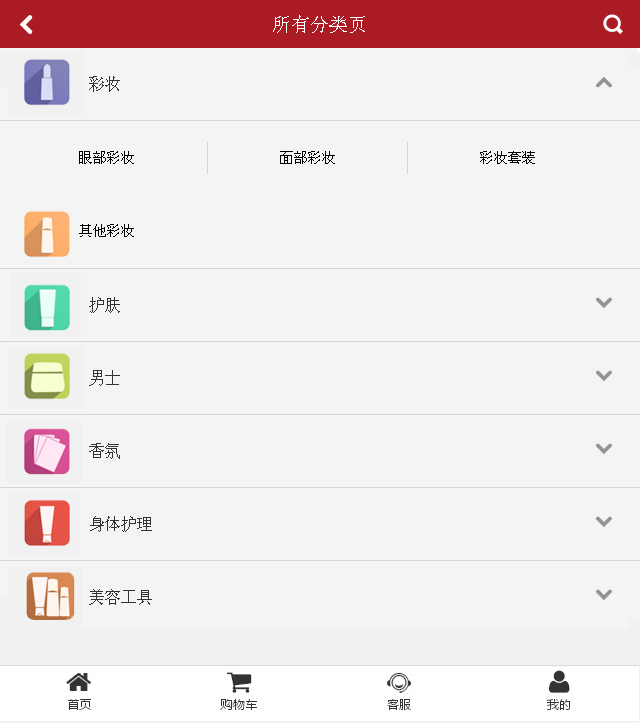 所有分类页
彩妆
眼部彩妆 面部彩妆 彩妆套装
其他彩妆
护肤
男士
香氛
身体护理
美容工具
首页 购物车 客服 我的